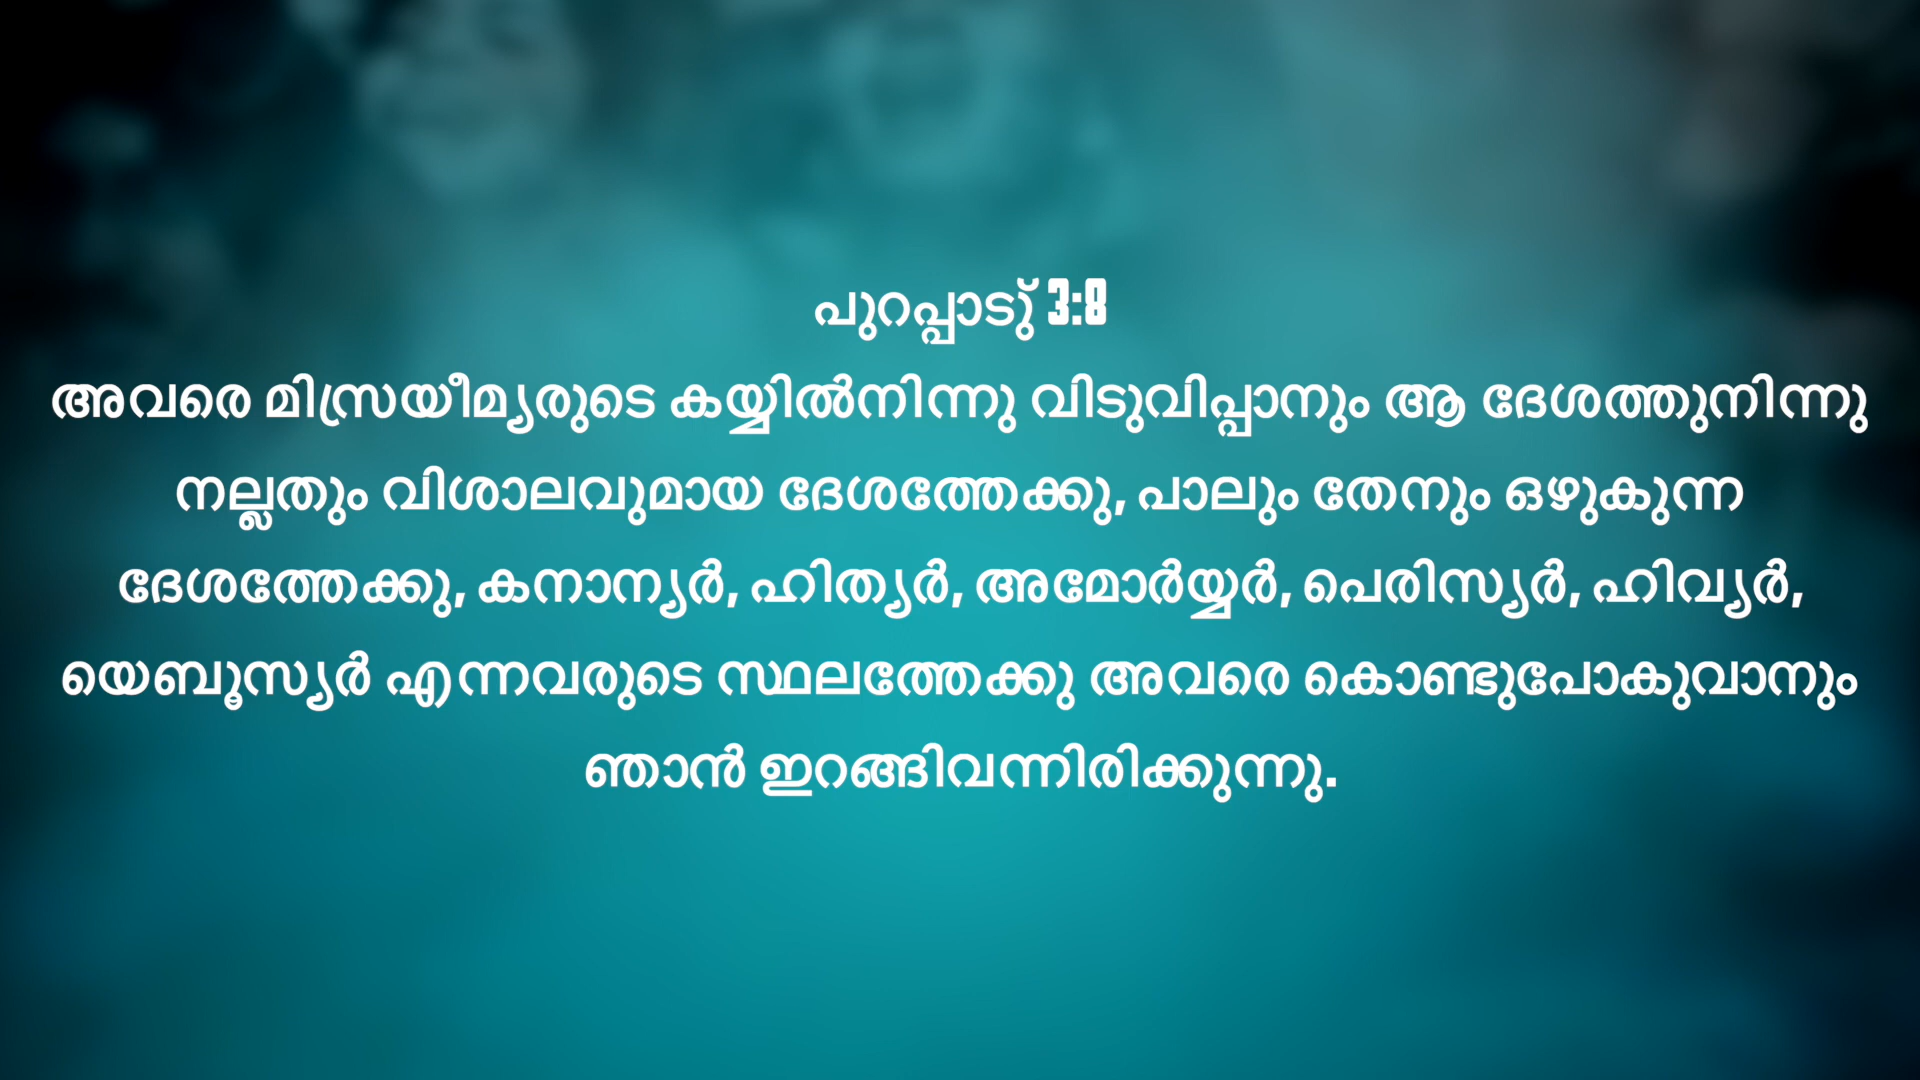 പുറപ്പാടു് 3:8
അവരെ മിസ്രയീമ്യരുടെ കയ്യിൽനിന്നു വിടുവിപ്പാനും ആ ദേശത്തുനിന്നു
നല്ലതും വിശാലവുമായ ദേശത്തേക്കു, പാലും തേനും ഒഴുകുന്ന
ദേശത്തേക്കു, കനാന്യർ, ഹിത്യർ, അമോർയ്യർ, പെരിസ്യർ, ഹിവ്യർ,
യെബൂസ്യർ എന്നവരുടെ സ്ഥലത്തേക്കു അവരെ കൊണ്ടുപോകുവാനും
ഞാൻ ഇറങ്ങിവന്നിരിക്കുന്നു.